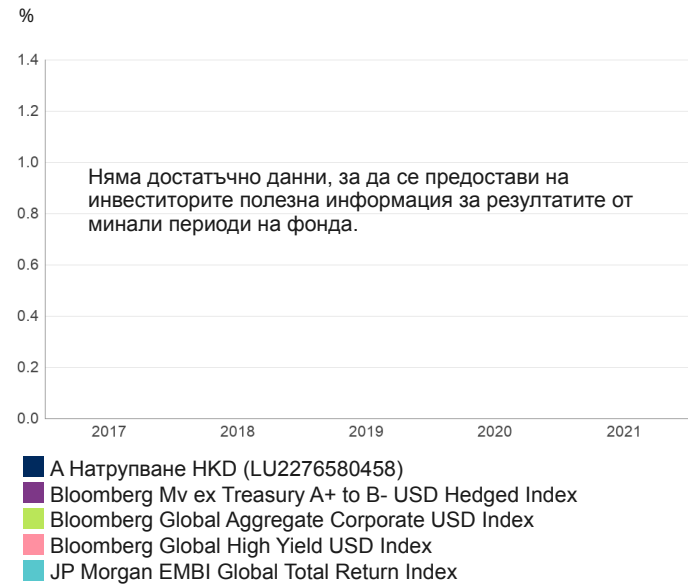 %
1.4
1.2
1.0
Няма достатъчно данни, за да се предостави на
инвеститорите полезна информация за резултатите от
0.8
минали периоди на фонда.
0.6
0.4
0.2
0.0
2017 2018 2019 2020 2021
A Натрупване HKD (LU2276580458)
Bloomberg Mv ex Treasury A+ to B- USD Hedged Index
Bloomberg Global Aggregate Corporate USD Index
Bloomberg Global High Yield USD Index
JP Morgan EMBI Global Total Return Index